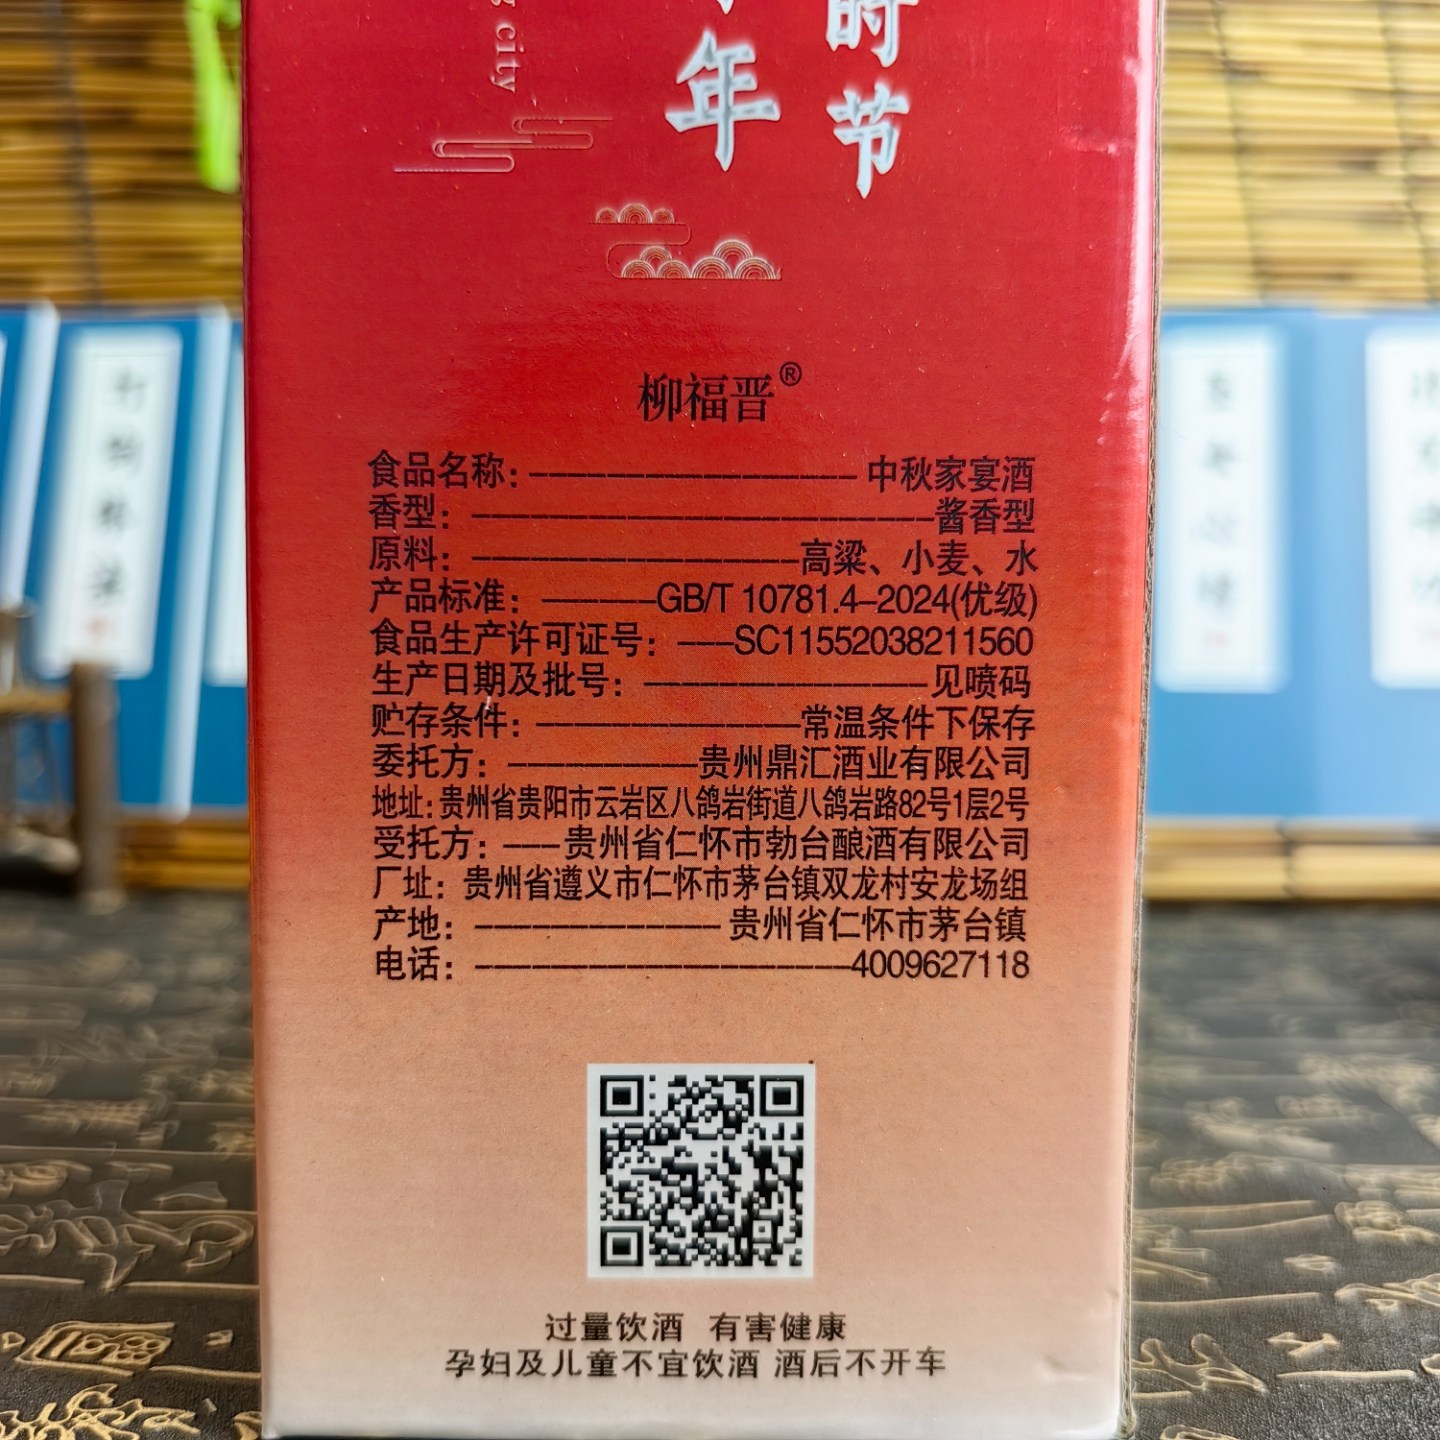 时节
年
city
柳福晋®
食品名称：中秋家宴酒
香型：酱香型
原料：高粱、小麦、水
产品标准：GB/T 10781.4-2024(优级)
食品生产许可证号：SC11552038211560
生产日期及批号：见喷码
贮存条件：常温条件下保存
委托方：贵州鼎汇酒业有限公司
地址：贵州省贵阳市云岩区八鸽岩街道八鸽岩路82号1层2号
受托方：贵州省仁怀市勃台酿酒有限公司
厂址：贵州省遵义市仁怀市茅台镇双龙村安龙场组
产地：贵州省仁怀市茅台镇
电话：4009627118
过量饮酒 有害健康
孕妇及儿童不宜饮酒 酒后不开车